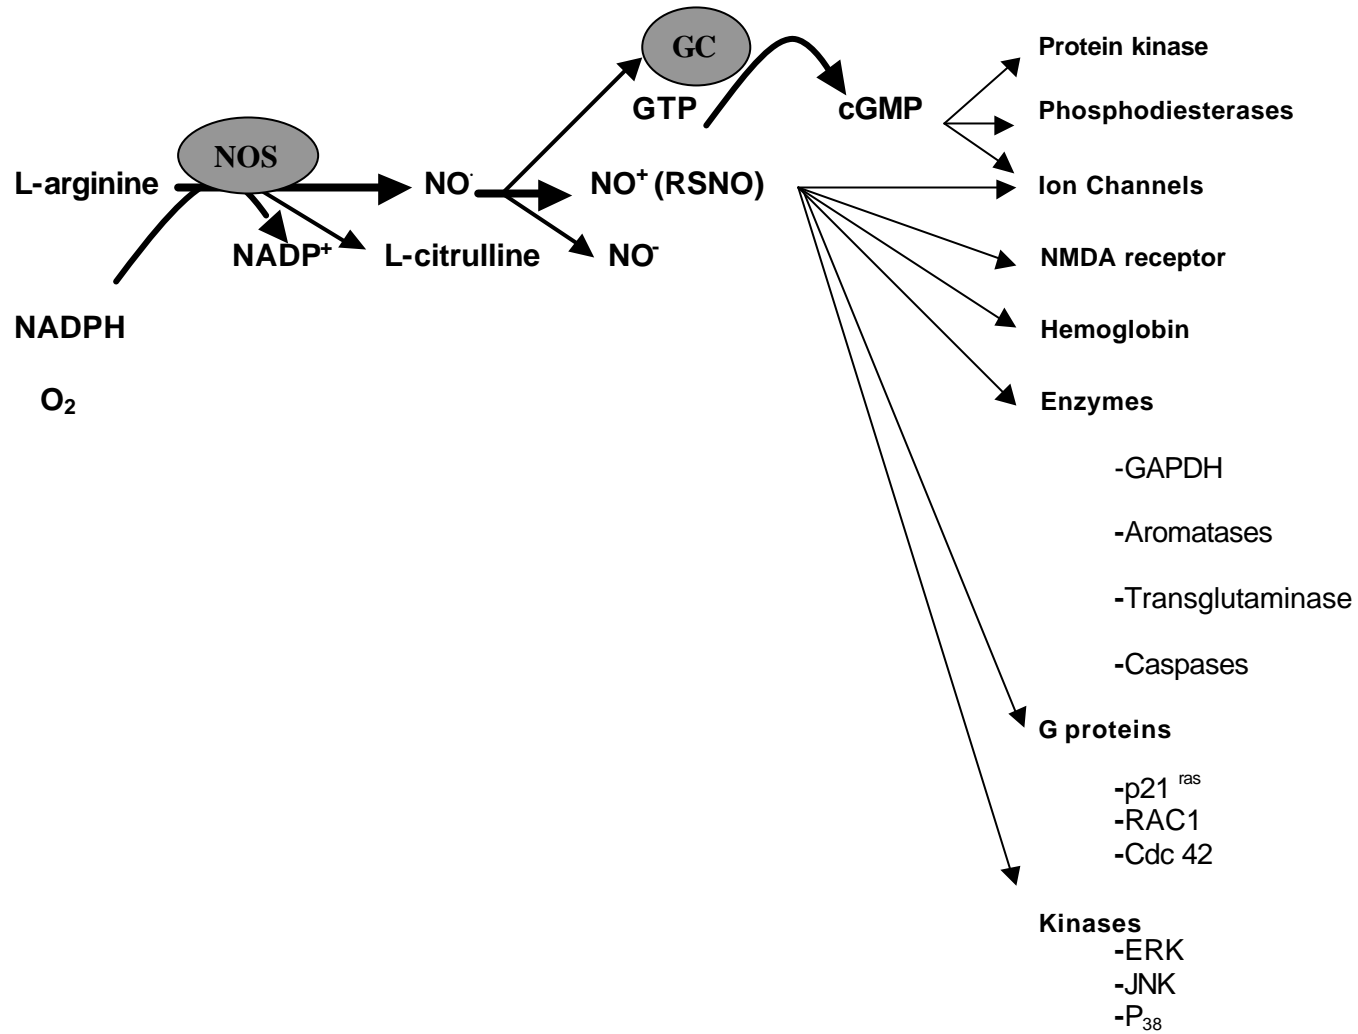 GC
Protein kinase
GTP
cGMP
Phosphodiesterases
NOS
L-arginine
NO·
NO⁺ (RSNO)
Ion Channels
NADP⁺
L-citrulline
NO⁻
NMDA receptor
NADPH
Hemoglobin
O₂
Enzymes
-GAPDH
-Aromatases
-Transglutaminase
-Caspases
G proteins
-p21 ʳᵃˢ
-RAC1
-Cdc 42
Kinases
-ERK
-JNK
-P₃₈